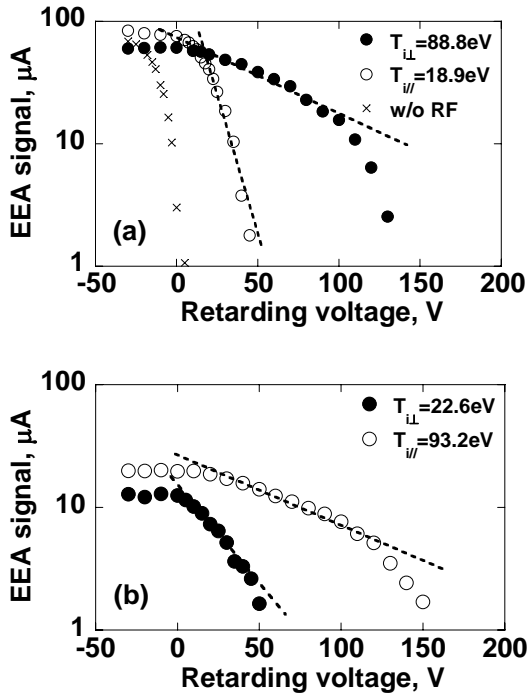 100
T i⊥=88.8eV
T i//=18.9eV
w/o RF
EEA signal, μA
10
(a)
1
-50 0 50 100 150 200
Retarding voltage, V
100
T i⊥=22.6eV
T i//=93.2eV
EEA signal, μA
10
(b)
1
-50 0 50 100 150 200
Retarding voltage, V